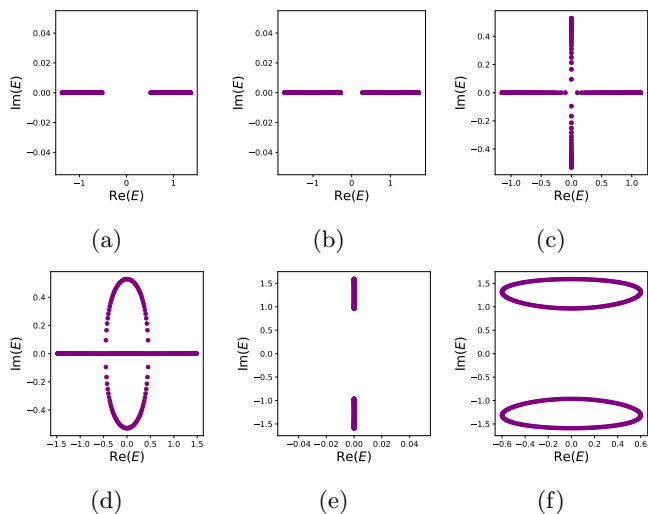 0.04
0.02
0.00
−0.02
−0.04
Im(E)
−1 0 1
Re(E)
(a)
0.04
0.02
0.00
−0.02
−0.04
Im(E)
−1 0 1
Re(E)
(b)
0.4
0.2
0.0
−0.2
−0.4
Im(E)
−1.0 −0.5 0.0 0.5 1.0
Re(E)
(c)
0.4
0.2
0.0
−0.2
−0.4
Im(E)
−1.5 −1.0 −0.5 0.0 0.5 1.0 1.5
Re(E)
(d)
1.5
1.0
0.5
0.0
−0.5
−1.0
−1.5
Im(E)
−0.04 −0.02 0.00 0.02 0.04
Re(E)
(e)
1.5
1.0
0.5
0.0
−0.5
−1.0
−1.5
Im(E)
−0.6 −0.4 −0.2 0.0 0.2 0.4 0.6
Re(E)
(f)